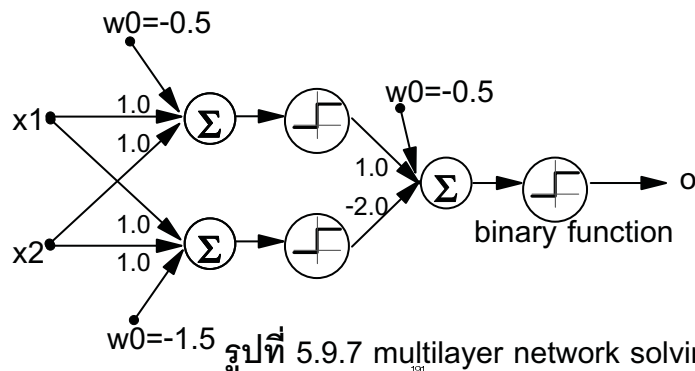 w0=-0.5
w0=-0.5
x1
1.0
Σ
1.0
1.0
Σ
o
-2.0
binary function
1.0
x2
1.0
Σ
w0=-1.5
รูปที่ 5.9.7 multilayer network solvin
191